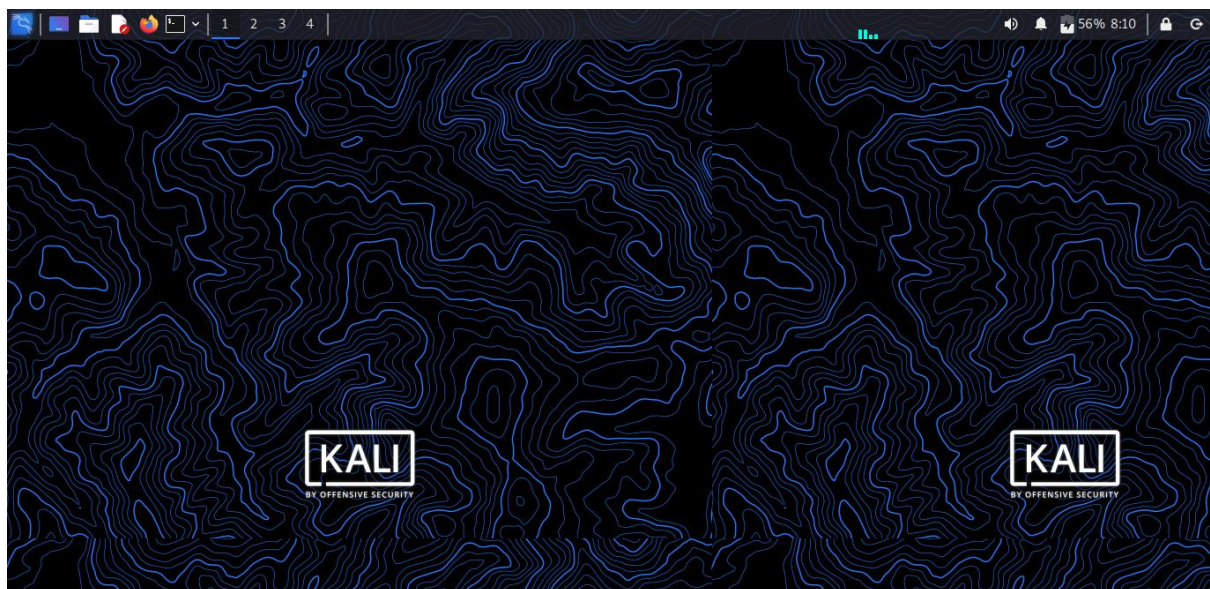 1 2 3 4
56% 8:10
KALI
BY OFFENSIVE SECURITY
KALI
BY OFFENSIVE SECURITY